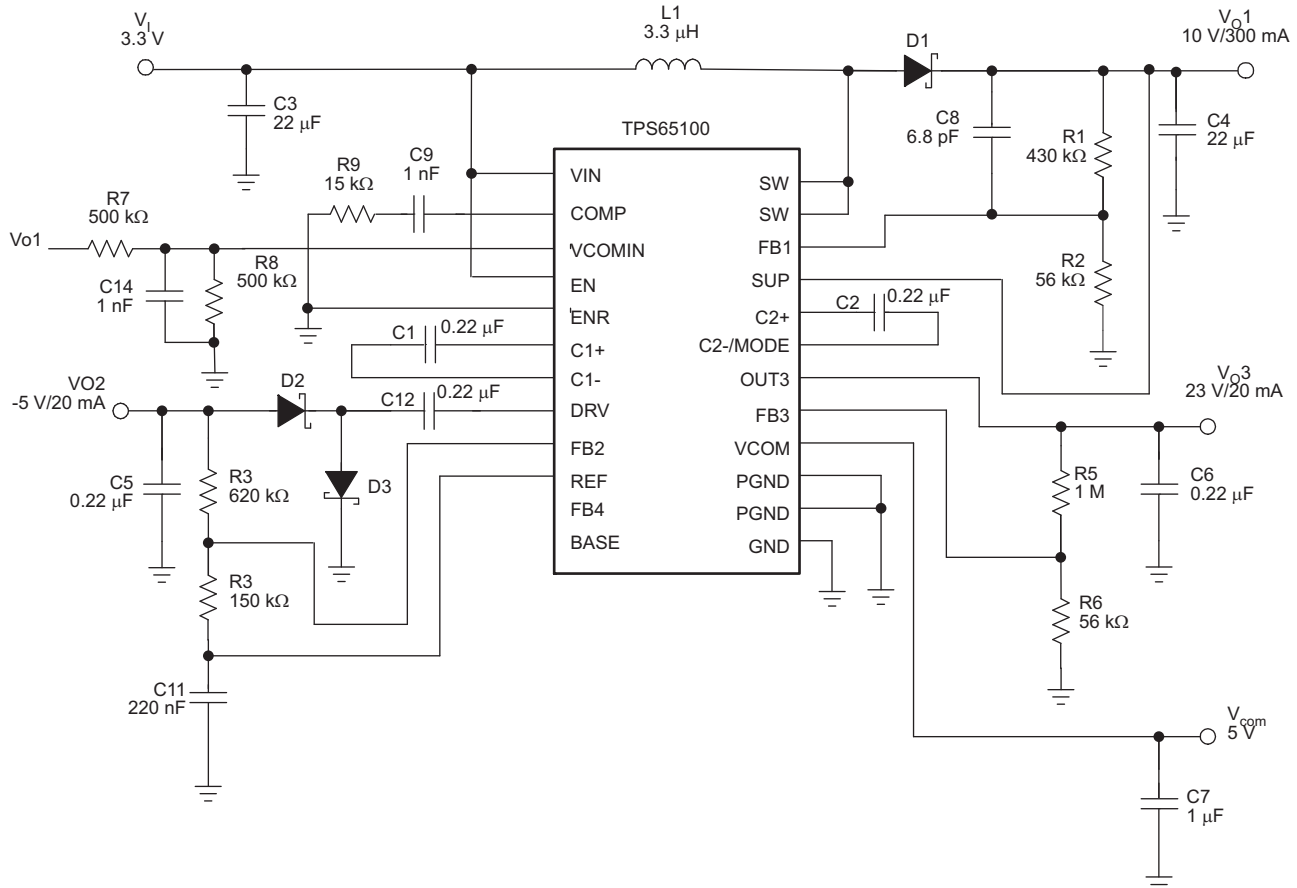 V_I
3.3 V
L1
3.3 μH
D1
V_O1
10 V/300 mA
C3
22 μF
TPS65100
C8
6.8 pF
R1
430 kΩ
C4
22 μF
R9
15 kΩ
C9
1 nF
VIN
SW
R7
500 kΩ
COMP
SW
Vo1
VCOMIN
FB1
R8
500 kΩ
R2
56 kΩ
C14
1 nF
EN
SUP
ENR
C2+
C2
0.22 μF
C1
0.22 μF
C1+
C2-/MODE
C1-
OUT3
VO2
-5 V/20 mA
D2
C12
0.22 μF
DRV
FB3
V_O3
23 V/20 mA
FB2
VCOM
C5
0.22 μF
R3
620 kΩ
D3
REF
PGND
R5
1 M
C6
0.22 μF
FB4
PGND
BASE
GND
R3
150 kΩ
R6
56 kΩ
C11
220 nF
V_com
5 V
C7
1 μF